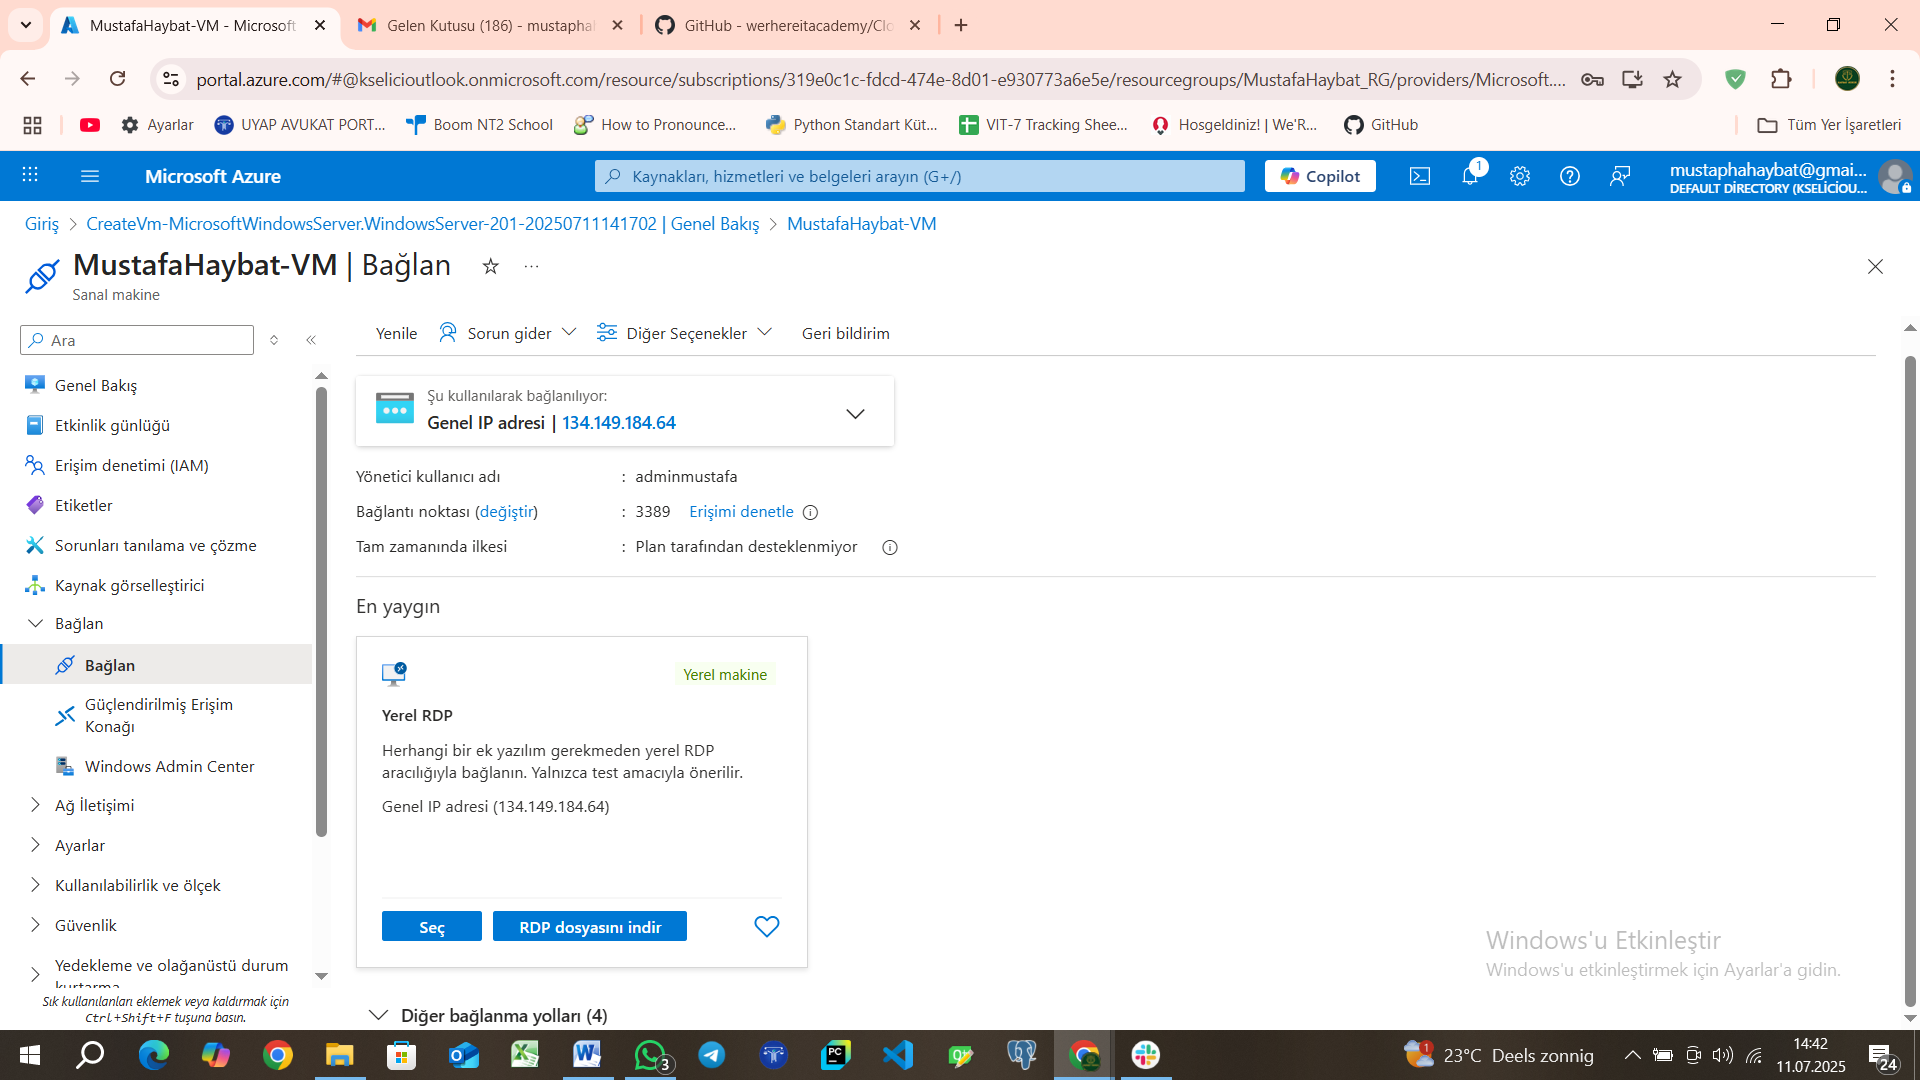 MustafaHaybat-VM - Microsoft
Gelen Kutusu (186) - mustaphal
GitHub - werhereitacademy/Clo
portal.azure.com/#@kselicioutlook.onmicrosoft.com/resource/subscriptions/319e0c1c-fdcd-474e-8d01-e930773a6e5e/resourcegroups/MustafaHaybat_RG/providers/Microsoft....
Ayarlar
UYAP AVUKAT PORT...
Boom NT2 School
How to Pronounce...
Python Standart Küt...
VIT-7 Tracking Shee...
Hosgeldiniz! | We'R...
GitHub
Tüm Yer İşaretleri
Microsoft Azure
Kaynakları, hizmetleri ve belgeleri arayın (G+/)
Copilot
1
mustaphahaybat@gmai...
DEFAULT DİRECTORY (KSELİCİOU...
Giriş > CreateVm-MicrosoftWindowsServer.WindowsServer-201-20250711141702 | Genel Bakış > MustafaHaybat-VM
MustafaHaybat-VM | Bağlan
Sanal makine
Ara
Genel Bakış
Etkinlik günlüğü
Erişim denetimi (IAM)
Etiketler
Sorunları tanılama ve çözme
Kaynak görselleştirici
Bağlan
Bağlan
Güçlendirilmiş Erişim
Konağı
Windows Admin Center
Ağ İletişimi
Ayarlar
Kullanılabilirlik ve ölçek
Güvenlik
Yedekleme ve olağanüstü durum
kurtarma
Sık kullanılanları eklemek veya kaldırmak için
Ctrl+Shift+F tuşuna basın.
Yenile
Sorun gider
Diğer Seçenekler
Geri bildirim
Şu kullanılarak bağlanılıyor:
Genel IP adresi | 134.149.184.64
Yönetici kullanıcı adı : adminmustafa
Bağlantı noktası (değiştir) : 3389 Erişimi denetle
Tam zamanında ilkesi : Plan tarafından desteklenmiyor
En yaygın
Yerel makine
Yerel RDP
Herhangi bir ek yazılım gerekmeden yerel RDP
aracılığıyla bağlanın. Yalnızca test amacıyla önerilir.
Genel IP adresi (134.149.184.64)
Seç
RDP dosyasını indir
Diğer bağlanma yolları (4)
Windows'u Etkinleştir
Windows'u etkinleştirmek için Ayarlar'a gidin.
3
1
23°C Deels zonnig
14:42
11.07.2025
24